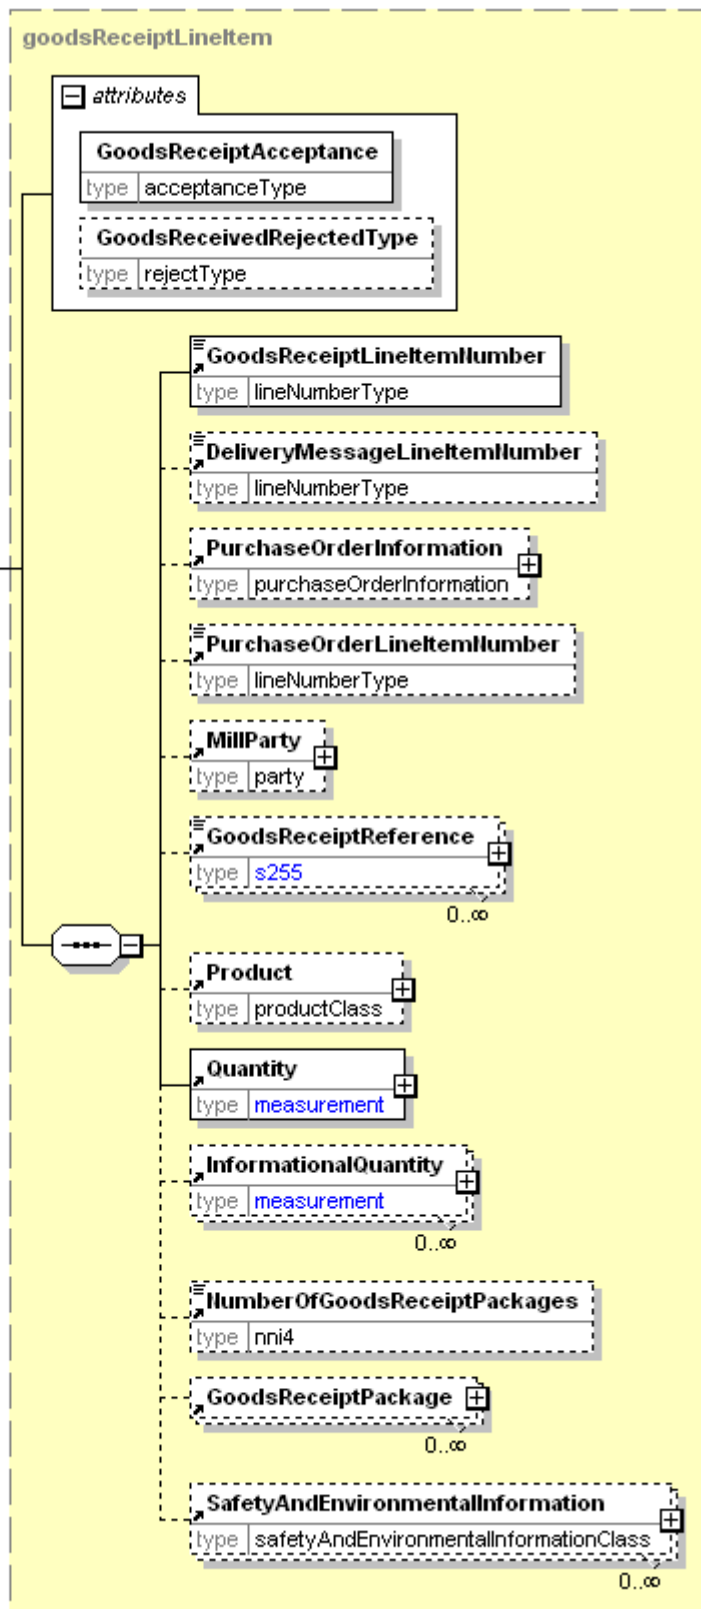 goodsReceiptLineItem
attributes
GoodsReceiptAcceptance
type acceptanceType
GoodsReceivedRejectedType
type rejectType
GoodsReceiptLineItemNumber
type lineNumberType
DeliveryMessageLineItemNumber
type lineNumberType
PurchaseOrderInformation
type purchaseOrderInformation
PurchaseOrderLineItemNumber
type lineNumberType
MillParty
type party
GoodsReceiptReference
type s255
0..∞
Product
type productClass
Quantity
type measurement
InformationalQuantity
type measurement
0..∞
NumberOfGoodsReceiptPackages
type nni4
GoodsReceiptPackage
0..∞
SafetyAndEnvironmentalInformation
type safetyAndEnvironmentalInformationClass
0..∞